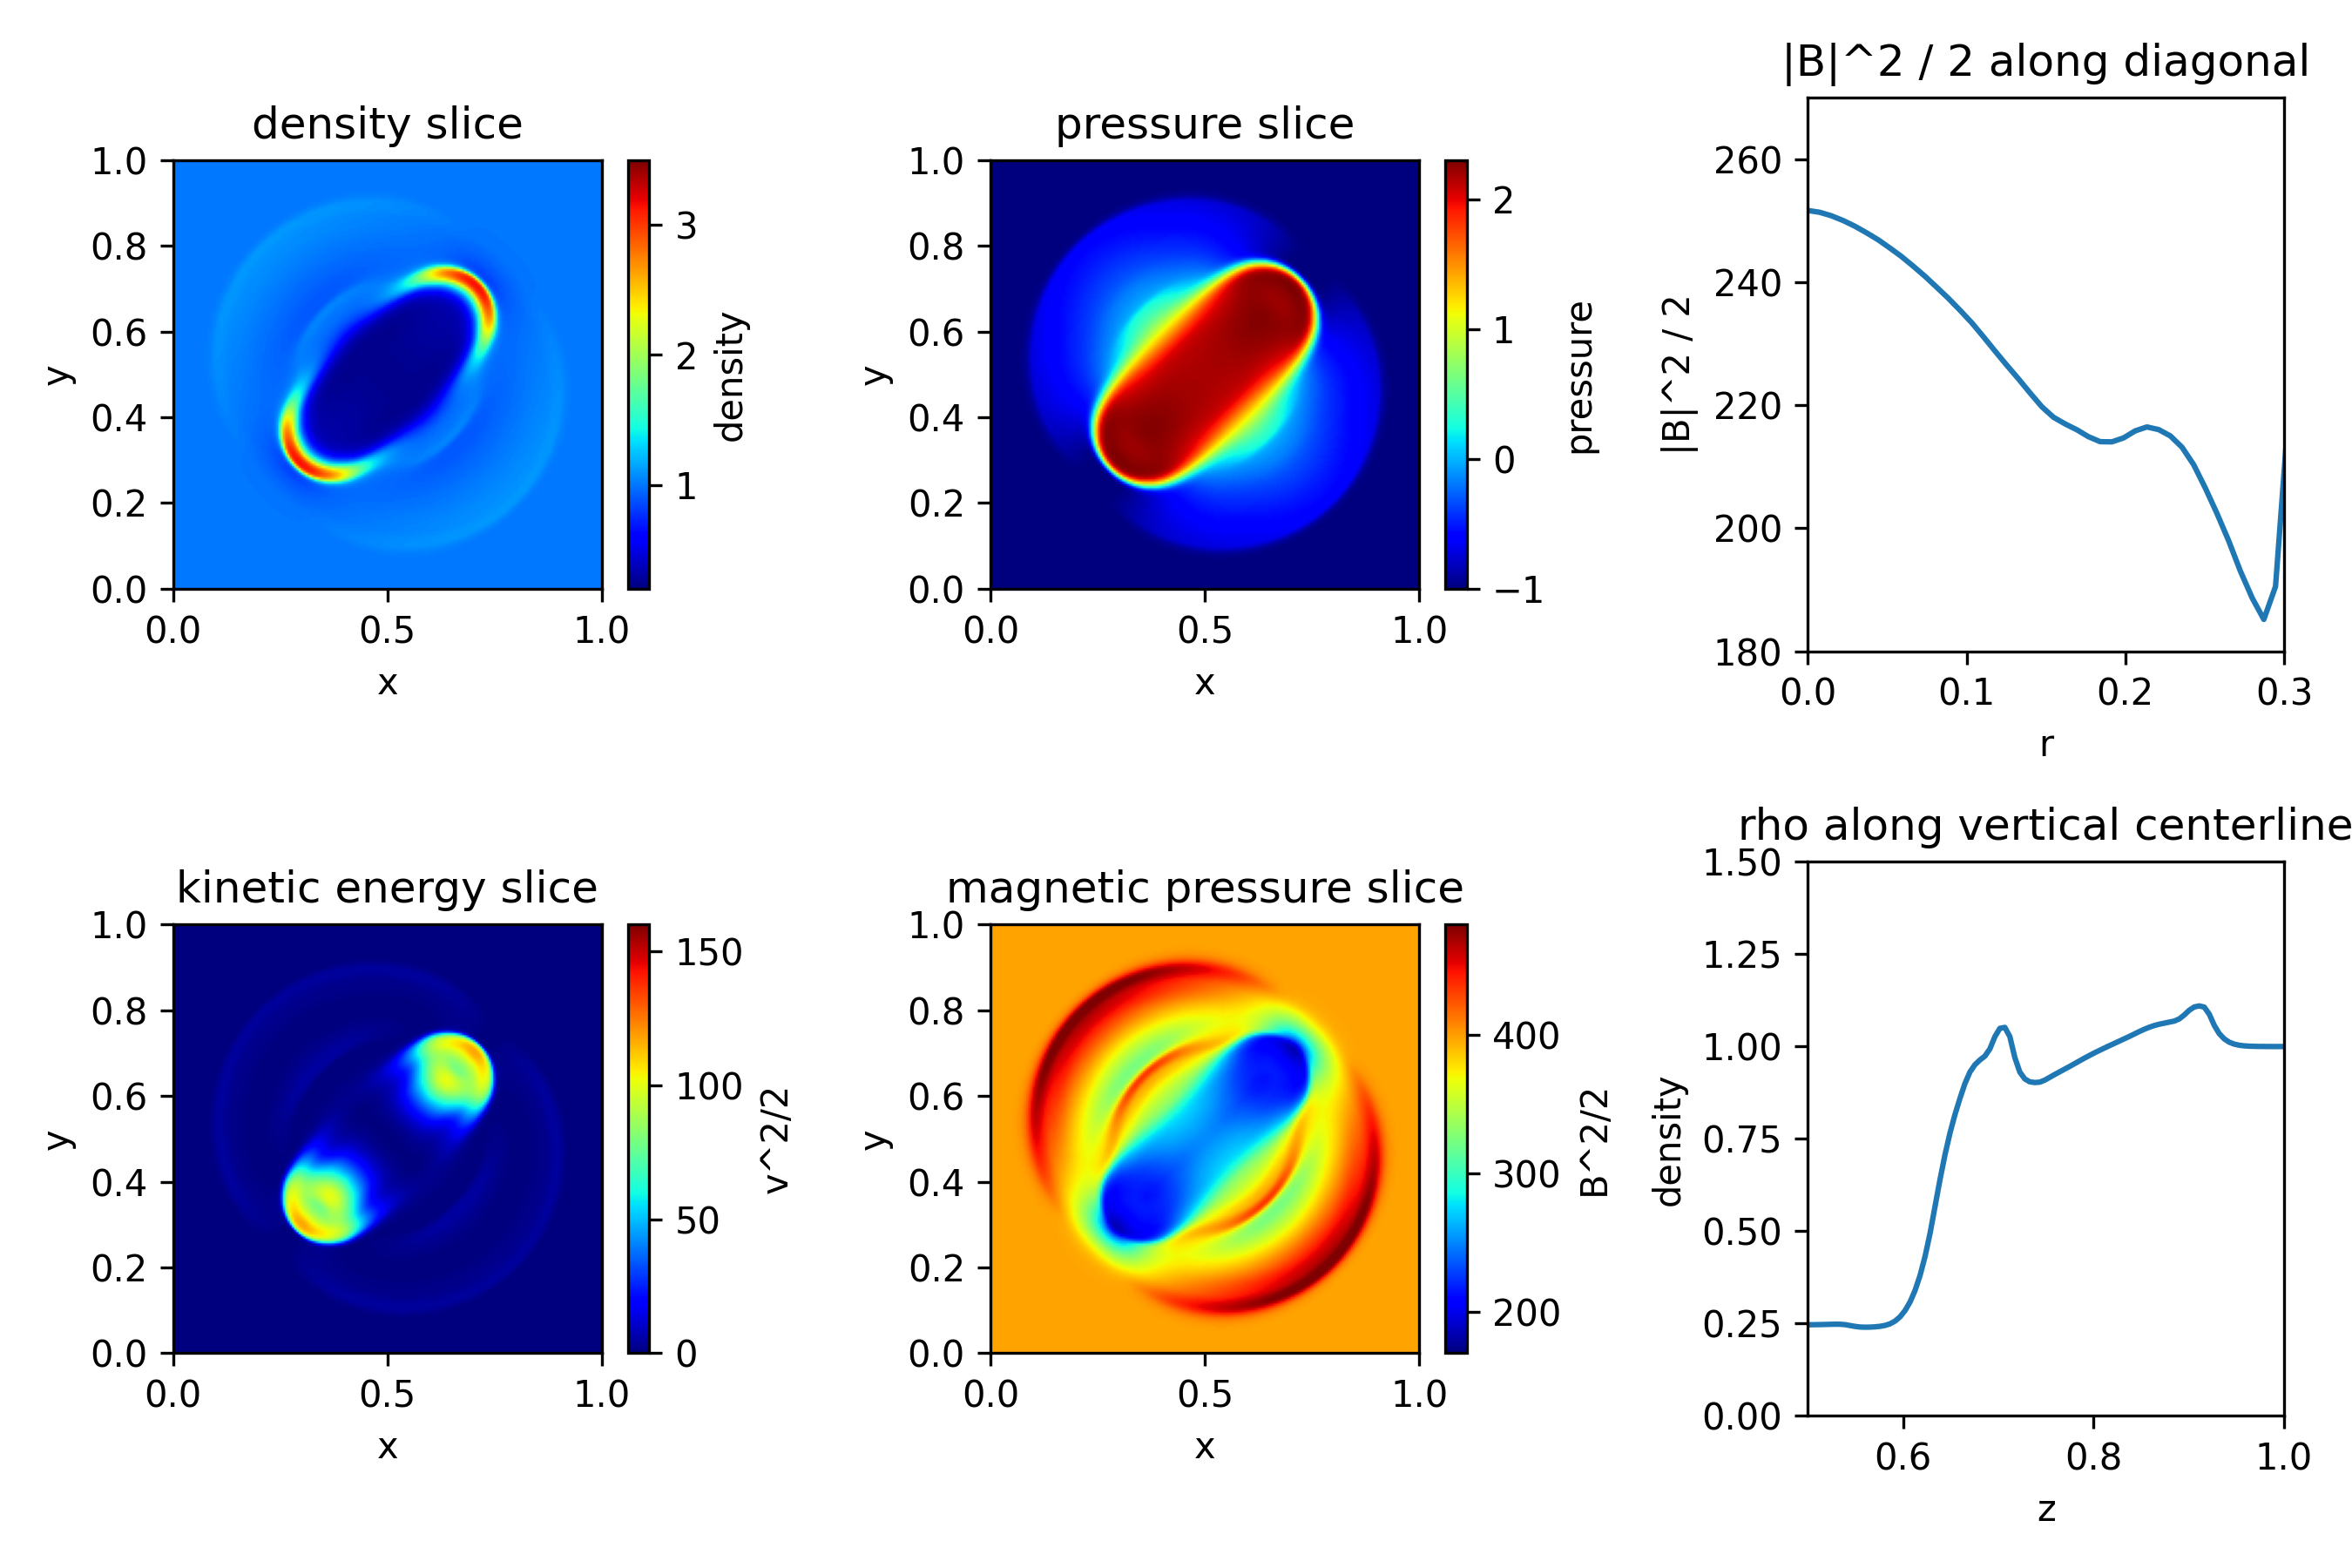 density slice
1.0
0.8
0.6
0.4
0.2
0.0
y
0.0 0.5 1.0
x
3
2
1
density
pressure slice
1.0
0.8
0.6
0.4
0.2
0.0
y
0.0 0.5 1.0
x
2
1
0
−1
pressure
|B|^2 / 2 along diagonal
260
240
220
200
180
|B|^2 / 2
0.0 0.1 0.2 0.3
r
kinetic energy slice
1.0
0.8
0.6
0.4
0.2
0.0
y
0.0 0.5 1.0
x
150
100
50
0
v^2/2
magnetic pressure slice
1.0
0.8
0.6
0.4
0.2
0.0
y
0.0 0.5 1.0
x
400
300
200
B^2/2
rho along vertical centerline
1.50
1.25
1.00
0.75
0.50
0.25
0.00
density
0.6 0.8 1.0
z